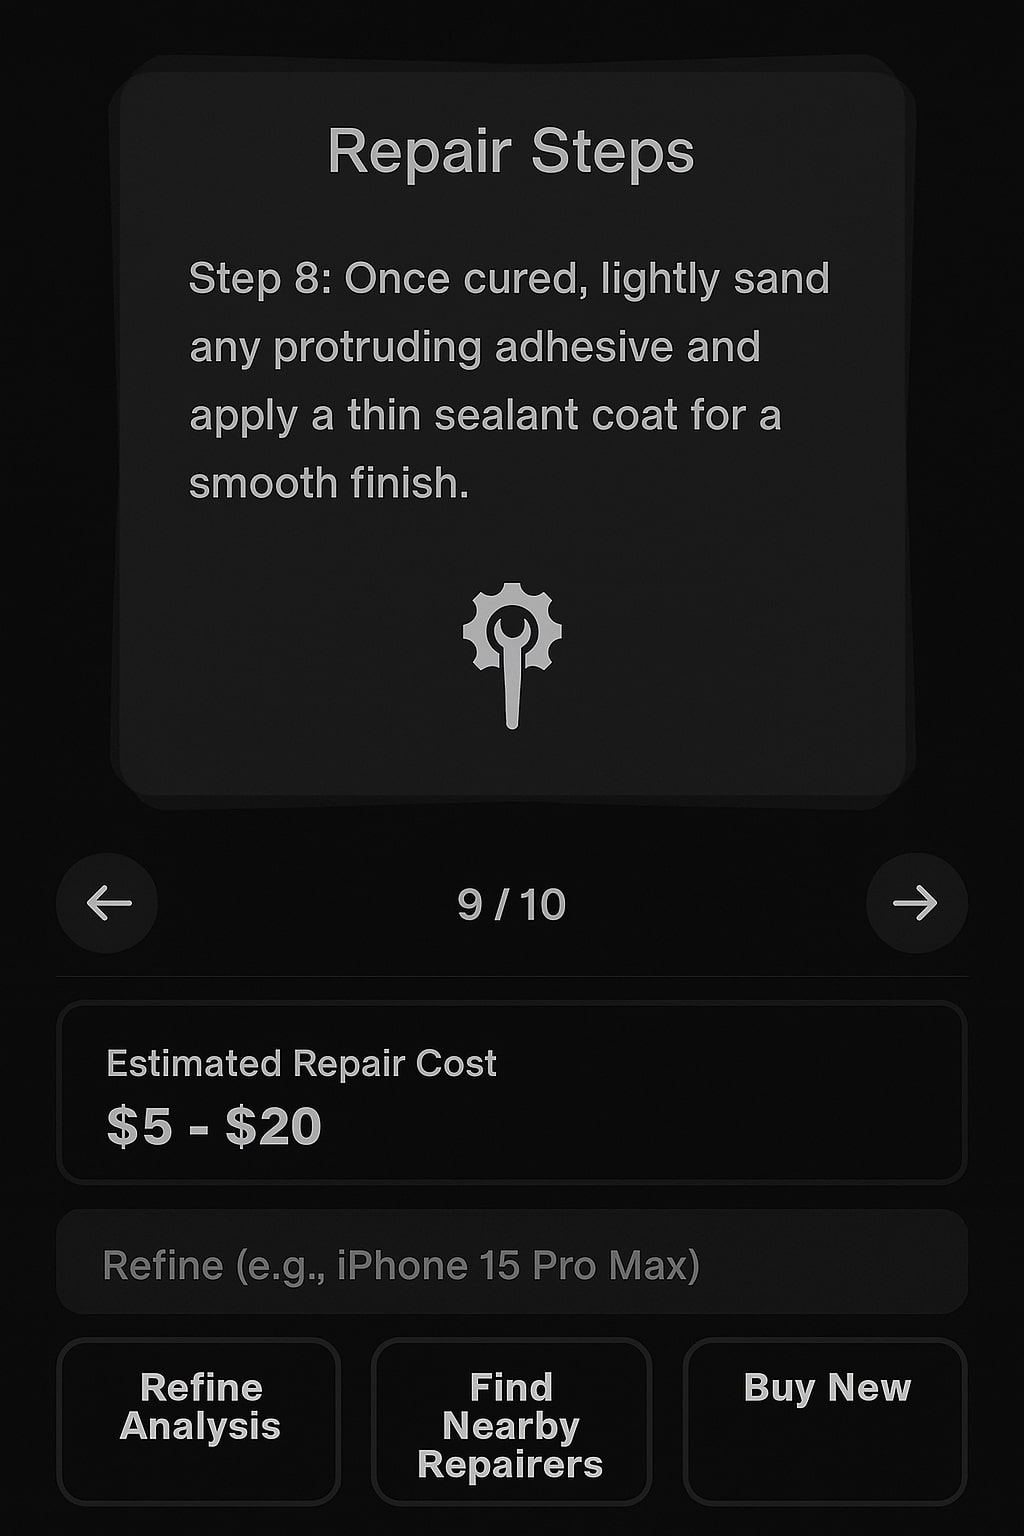 Repair Steps
Step 8: Once cured, lightly sand
any protruding adhesive and
apply a thin sealant coat for a
smooth finish.
9 / 10
Estimated Repair Cost
$5 - $20
Refine (e.g., iPhone 15 Pro Max)
Refine
Analysis
Find
Nearby
Repairers
Buy New